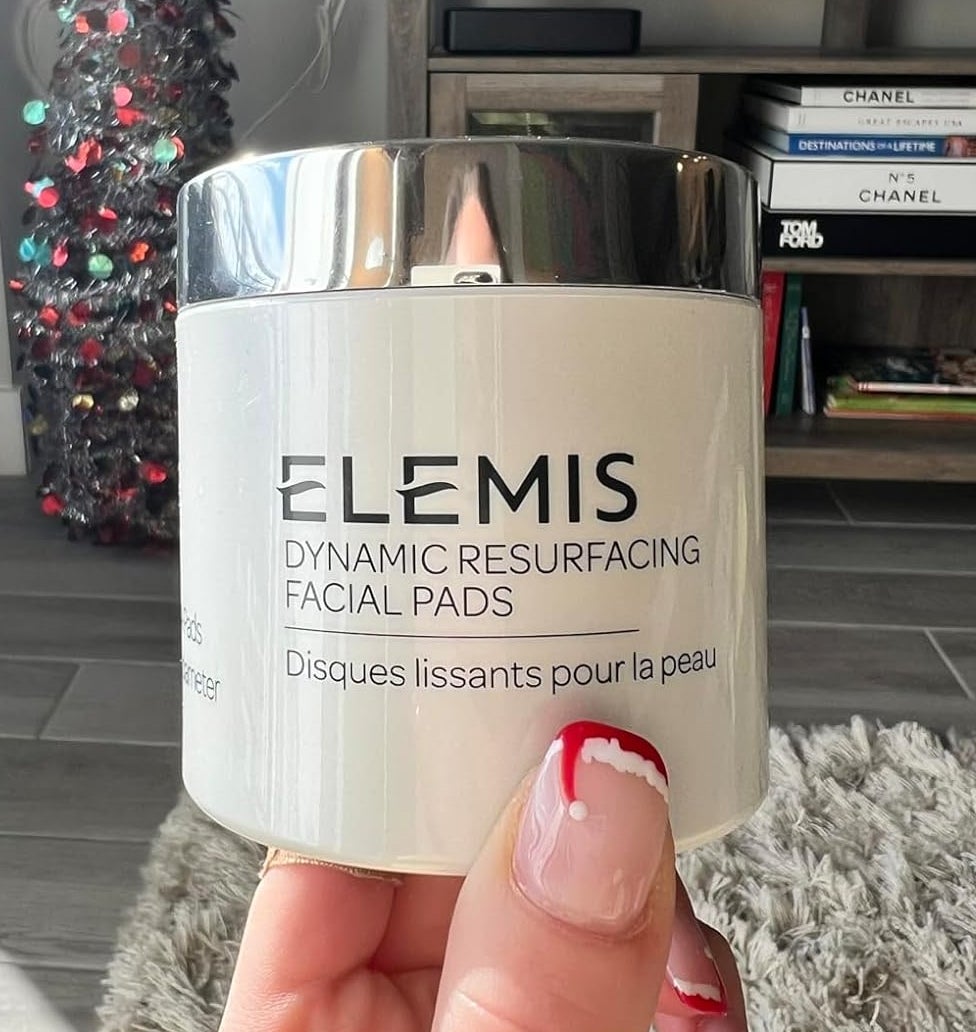 CHANEL
GREAT ESCAPES USA
DESTINATIONS OF A LIFETIME
N°5
CHANEL
TOM
FORD
ELEMIS
DYNAMIC RESURFACING
FACIAL PADS
Disques lissants pour la peau
Pads